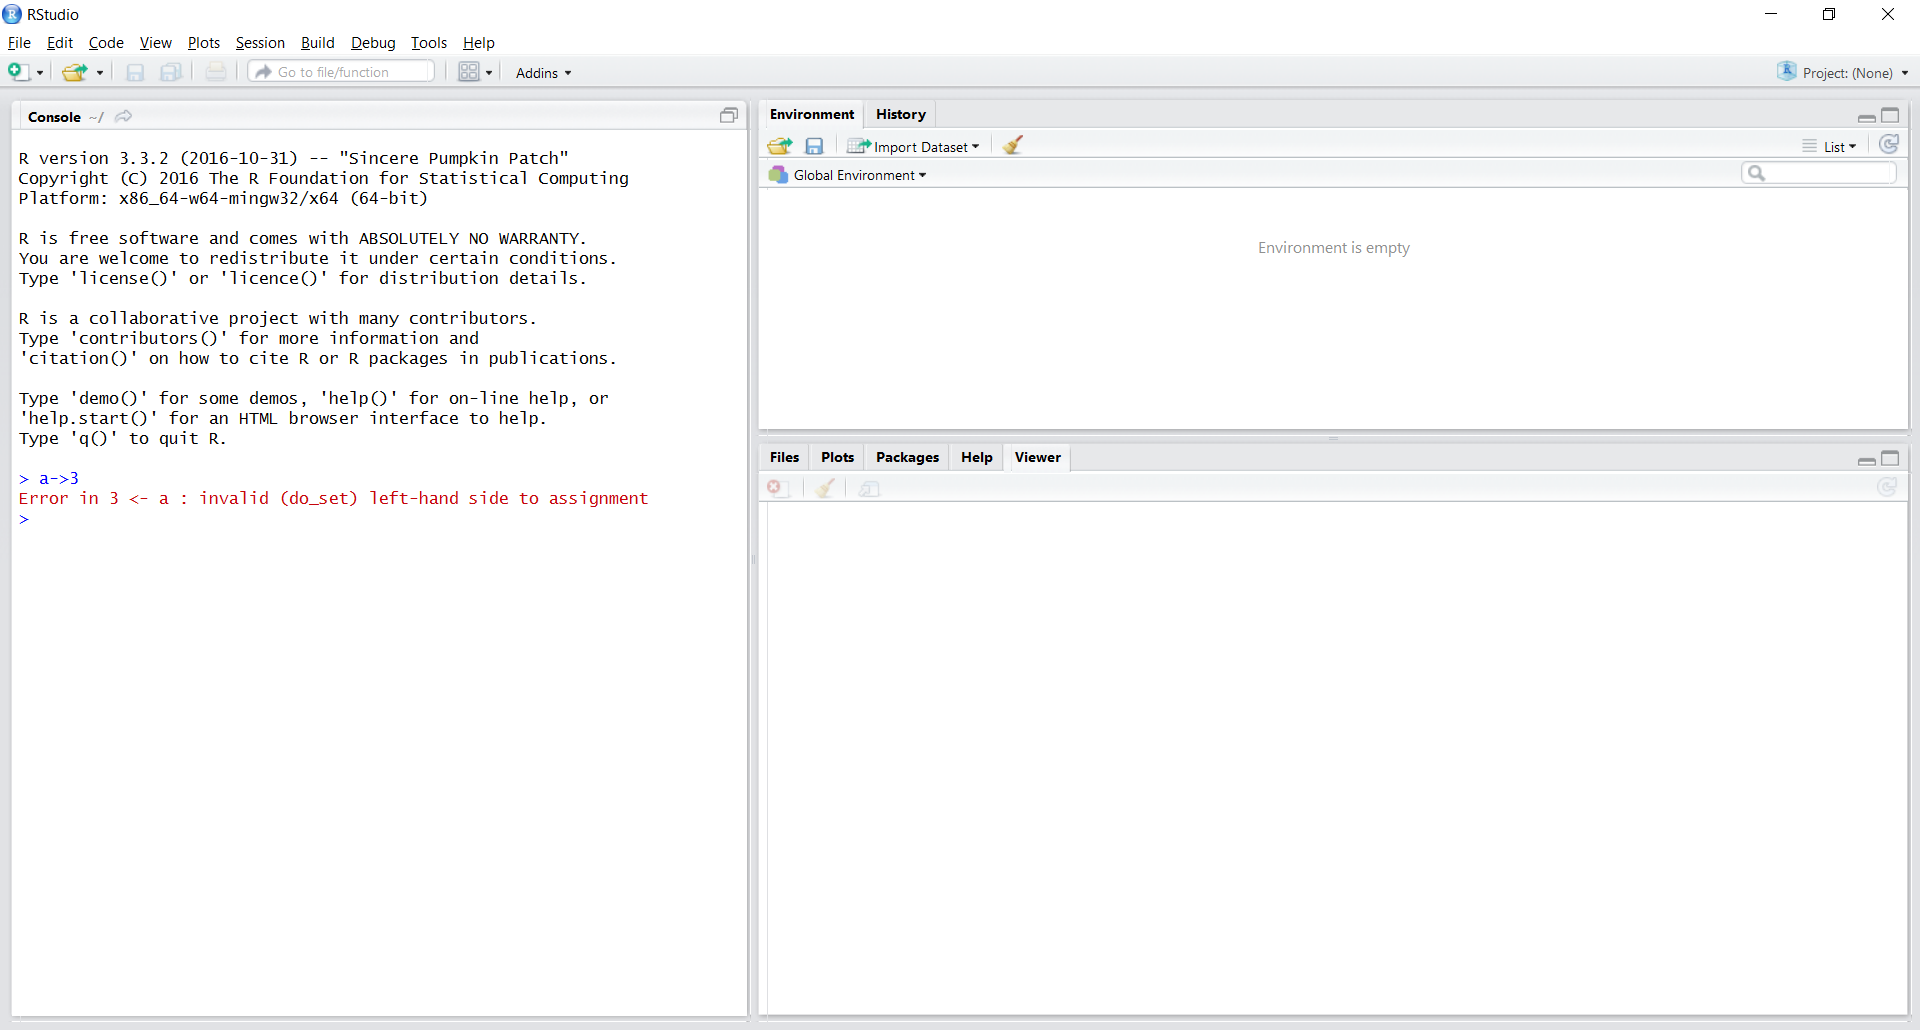 RStudio
File Edit Code View Plots Session Build Debug Tools Help
Go to file/function Addins Project: (None)
Console ~/
R version 3.3.2 (2016-10-31) -- "Sincere Pumpkin Patch"
Copyright (C) 2016 The R Foundation for Statistical Computing
Platform: x86_64-w64-mingw32/x64 (64-bit)
R is free software and comes with ABSOLUTELY NO WARRANTY.
You are welcome to redistribute it under certain conditions.
Type 'license()' or 'licence()' for distribution details.
R is a collaborative project with many contributors.
Type 'contributors()' for more information and
'citation()' on how to cite R or R packages in publications.
Type 'demo()' for some demos, 'help()' for on-line help, or
'help.start()' for an HTML browser interface to help.
Type 'q()' to quit R.
> a->3
Error in 3 <- a : invalid (do_set) left-hand side to assignment
>
Environment History
Import Dataset List
Global Environment
Environment is empty
Files Plots Packages Help Viewer